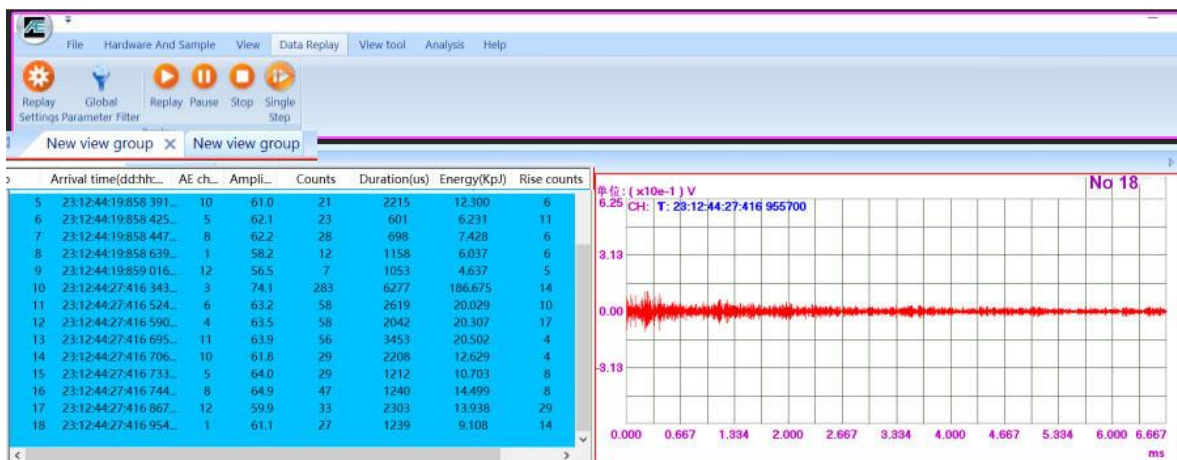 File Hardware And Sample View Data Replay View tool Analysis Help
Replay Settings
Global Parameter Filter
Replay Pause Stop
Single Step
New view group New view group
Arrival time(dd:hh:... AE ch... Ampli... Counts Duration(us) Energy(KpJ) Rise counts
5 23:12:44:19:858 391... 10 61.0 21 2215 12.300 6
6 23:12:44:19:858 425... 5 62.1 23 601 6.231 11
7 23:12:44:19:858 447... 8 62.2 28 698 7.428 6
8 23:12:44:19:858 639... 1 58.2 12 1158 6.037 6
9 23:12:44:19:859 016... 12 56.5 7 1053 4.637 5
10 23:12:44:27:416 343... 3 74.1 283 6277 186.675 14
11 23:12:44:27:416 524... 6 63.2 58 2619 20.029 10
12 23:12:44:27:416 590... 4 63.5 58 2042 20.307 17
13 23:12:44:27:416 695... 11 63.9 56 3453 20.502 4
14 23:12:44:27:416 706... 10 61.8 29 2208 12.629 4
15 23:12:44:27:416 733... 5 64.0 29 1212 10.703 8
16 23:12:44:27:416 744... 8 64.9 47 1240 14.499 8
17 23:12:44:27:416 867... 12 59.9 33 2303 13.938 29
18 23:12:44:27:416 954... 1 61.1 27 1239 9.108 14
No 18
单位: ( x10e-1 ) V
6.25 CH: T: 23:12:44:27:416 955700
3.13
0.00
-3.13
0.000 0.667 1.334 2.000 2.667 3.334 4.000 4.667 5.334 6.000 6.667
ms